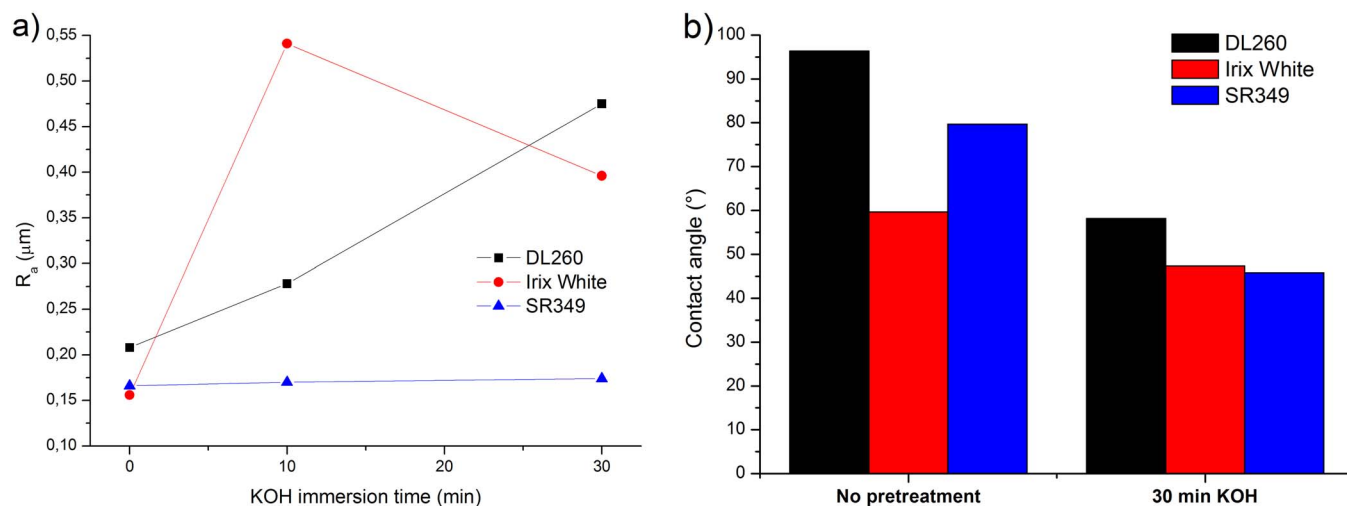 a)
0,55
0,50
0,45
0,40
0,35
0,30
0,25
0,20
0,15
0,10
Ra (μm)
DL260
Irix White
SR349
0
10
20
30
KOH immersion time (min)
b)
100
90
80
70
60
50
40
30
20
10
0
Contact angle (°)
DL260
Irix White
SR349
No pretreatment
30 min KOH